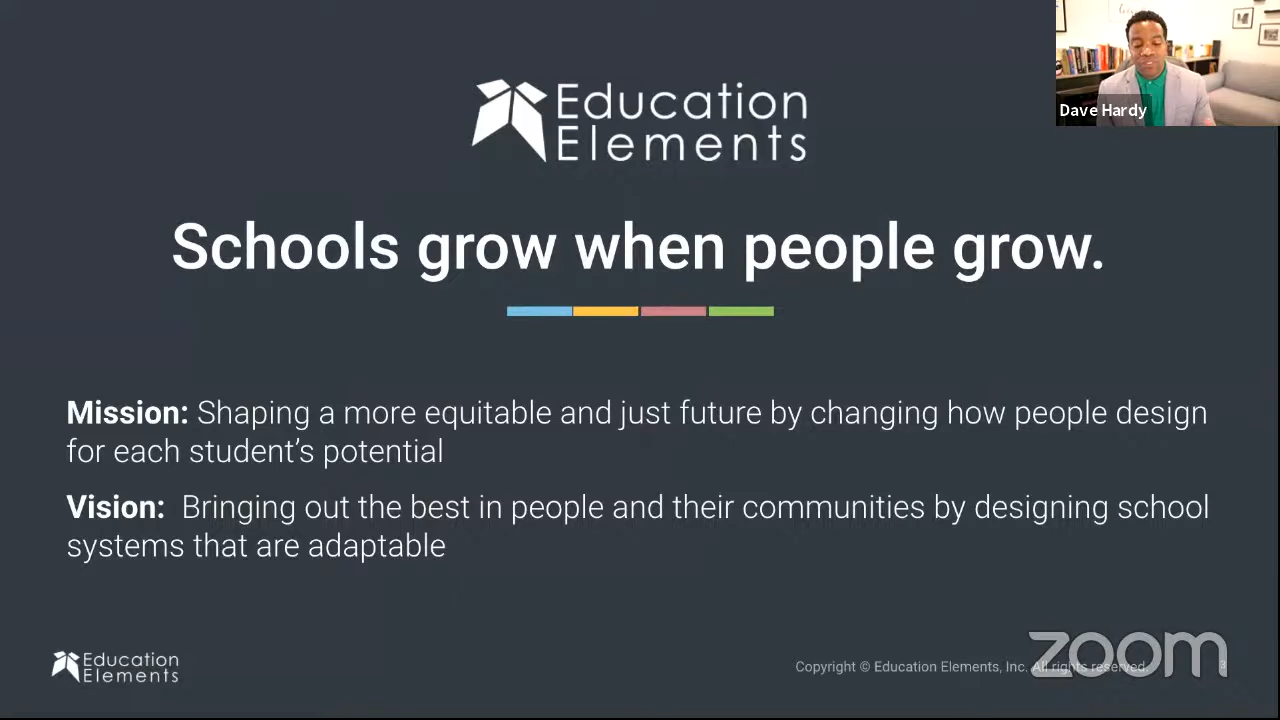 Dave Hardy
Education
Elements
Schools grow when people grow.
Mission: Shaping a more equitable and just future by changing how people design
for each student’s potential
Vision: Bringing out the best in people and their communities by designing school
systems that are adaptable
Education
Elements
Copyright © Education Elements, Inc. All rights reserved.
3
zoom